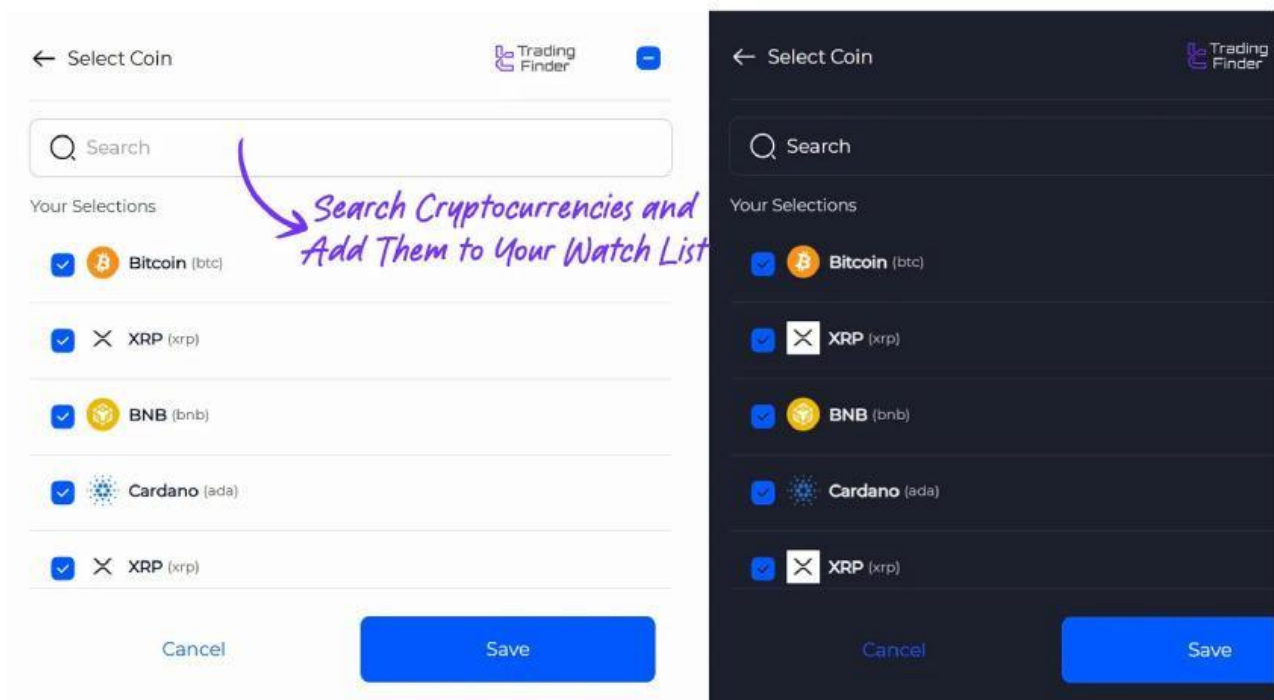 Select Coin
Trading
Finder
Search
Search Cryptocurrencies and
Add Them to Your Watch List
Your Selections
Bitcoin (btc)
XRP (xrp)
BNB (bnb)
Cardano (ada)
XRP (xrp)
Cancel
Save
Select Coin
Trading
Finder
Search
Your Selections
Bitcoin (btc)
XRP (xrp)
BNB (bnb)
Cardano (ada)
XRP (xrp)
Cancel
Save